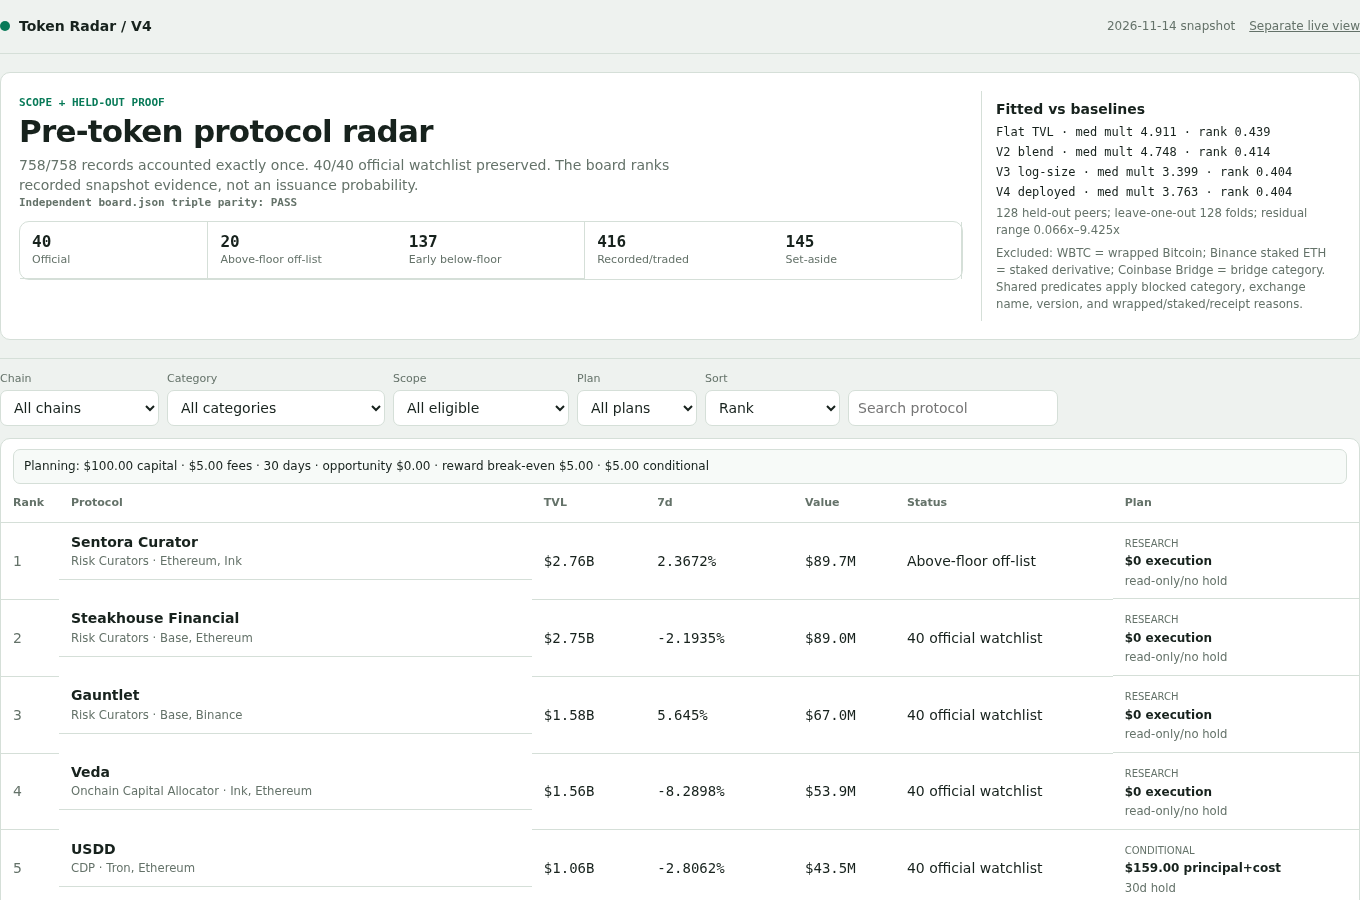 Token Radar / V4
2026-11-14 snapshot Separate live view
SCOPE + HELD-OUT PROOF
Pre-token protocol radar
758/758 records accounted exactly once. 40/40 official watchlist preserved. The board ranks
recorded snapshot evidence, not an issuance probability.
Independent board.json triple parity: PASS
40 20 137 416 145
Official Above-floor off-list Early below-floor Recorded/traded Set-aside
Fitted vs baselines
Flat TVL · med mult 4.911 · rank 0.439
V2 blend · med mult 4.748 · rank 0.414
V3 log-size · med mult 3.399 · rank 0.404
V4 deployed · med mult 3.763 · rank 0.404
128 held-out peers; leave-one-out 128 folds; residual
range 0.066x–9.425x
Excluded: WBTC = wrapped Bitcoin; Binance staked ETH
= staked derivative; Coinbase Bridge = bridge category.
Shared predicates apply blocked category, exchange
name, version, and wrapped/staked/receipt reasons.
Chain Category Scope Plan Sort
All chains All categories All eligible All plans Rank Search protocol
Planning: $100.00 capital · $5.00 fees · 30 days · opportunity $0.00 · reward break-even $5.00 · $5.00 conditional
Rank Protocol TVL 7d Value Status Plan
Sentora Curator RESEARCH
1 Risk Curators · Ethereum, Ink $2.76B 2.3672% $89.7M Above-floor off-list $0 execution
read-only/no hold
Steakhouse Financial RESEARCH
2 Risk Curators · Base, Ethereum $2.75B -2.1935% $89.0M 40 official watchlist $0 execution
read-only/no hold
Gauntlet RESEARCH
3 Risk Curators · Base, Binance $1.58B 5.645% $67.0M 40 official watchlist $0 execution
read-only/no hold
Veda RESEARCH
4 Onchain Capital Allocator · Ink, Ethereum $1.56B -8.2898% $53.9M 40 official watchlist $0 execution
read-only/no hold
USDD CONDITIONAL
5 CDP · Tron, Ethereum $1.06B -2.8062% $43.5M 40 official watchlist $159.00 principal+cost
30d hold